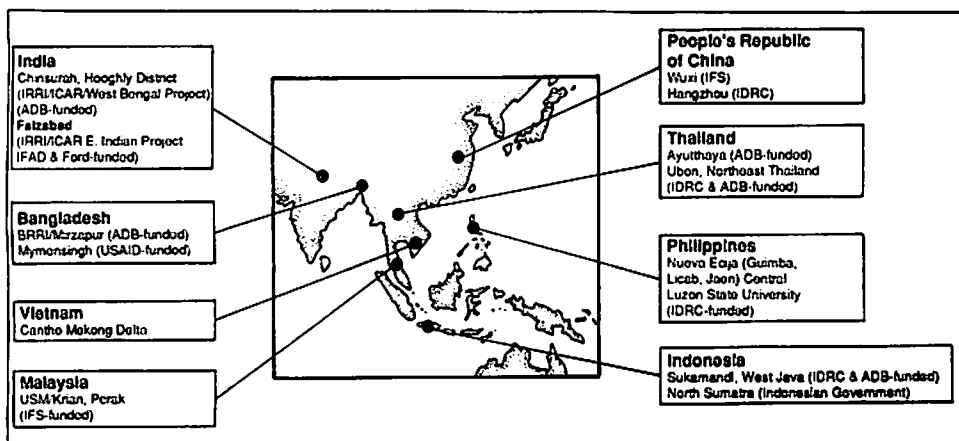 India
Chinsurah, Hooghly District
(IRRI/ICAR/West Bengal Project)
(ADB-funded)
Faizabad
(IRRI/ICAR E. Indian Project
IFAD & Ford-funded)
Bangladesh
BRRI/Mirzapur (ADB-funded)
Mymensingh (USAID-funded)
Vietnam
Cantho Mekong Delta
Malaysia
USM/Krian, Perak
(IFS-funded)
People's Republic
of China
Wuxi (IFS)
Hangzhou (IDRC)
Thailand
Ayutthaya (ADB-funded)
Ubon, Northeast Thailand
(IDRC & ADB-funded)
Philippines
Nueva Ecija (Guimba,
Licab, Jaen) Central
Luzon State University
(IDRC-funded)
Indonesia
Sukamandi, West Java (IDRC & ADB-funded)
North Sumatra (Indonesian Government)